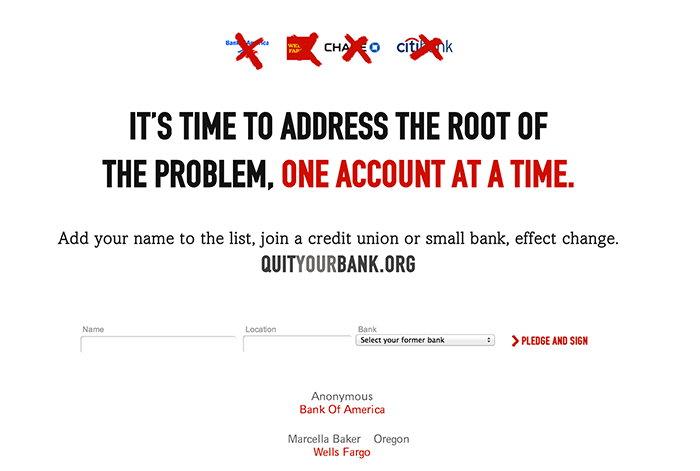 Bank of America WELLS FARGO CHASE citibank
IT'S TIME TO ADDRESS THE ROOT OF
THE PROBLEM, ONE ACCOUNT AT A TIME.
Add your name to the list, join a credit union or small bank, effect change.
QUITYOURBANK.ORG
Name Location Bank
Select your former bank PLEDGE AND SIGN
Anonymous
Bank Of America
Marcella Baker Oregon
Wells Fargo